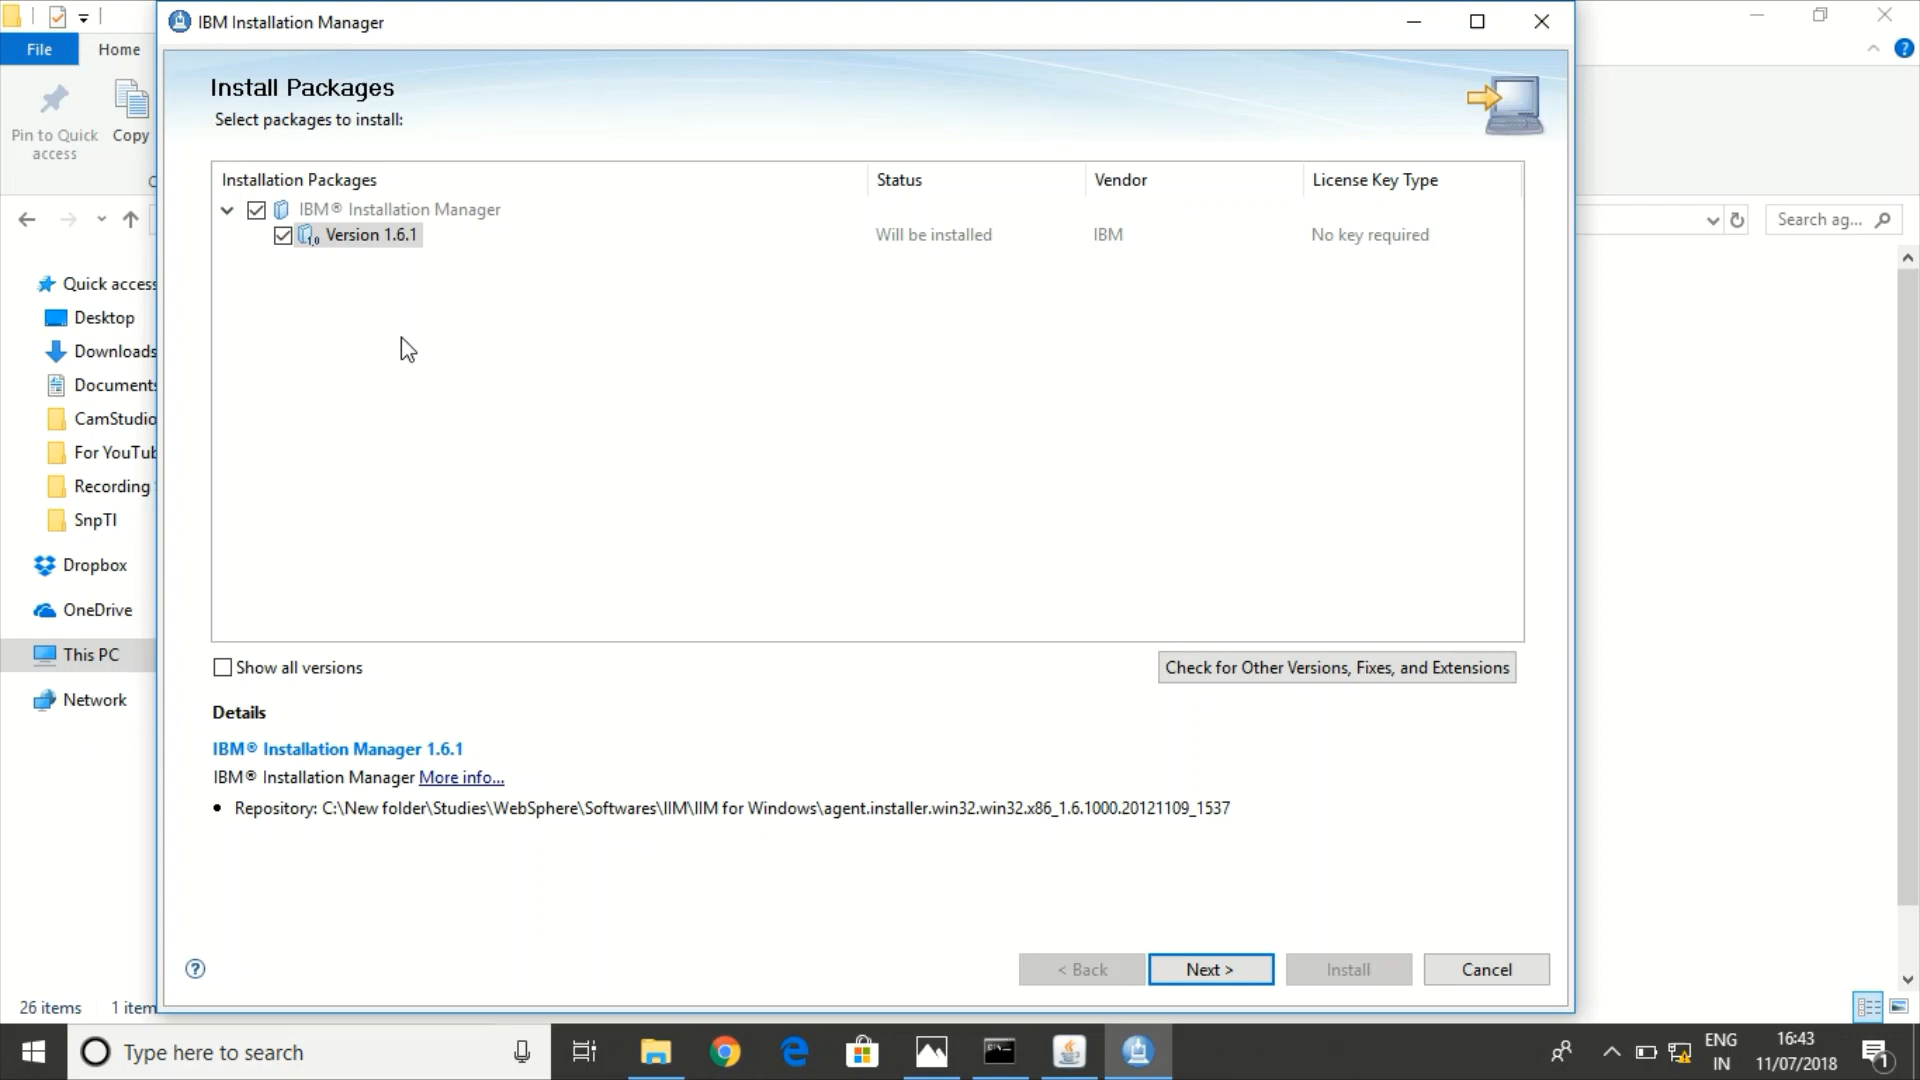 IBM Installation Manager
File
Home
Pin to Quick
access
Copy
Install Packages
Select packages to install:
Installation Packages
Status
Vendor
License Key Type
IBM® Installation Manager
Version 1.6.1
Will be installed
IBM
No key required
Search ag...
Quick access
Desktop
Downloads
Documents
CamStudio
For YouTub
Recording
SnpTI
Dropbox
OneDrive
This PC
Network
Show all versions
Check for Other Versions, Fixes, and Extensions
Details
IBM® Installation Manager 1.6.1
IBM® Installation Manager More info...
• Repository: C:\New folder\Studies\WebSphere\Softwares\IIM\IIM for Windows\agent.installer.win32.win32.x86_1.6.1000.20121109_1537
< Back
Next >
Install
Cancel
26 items
1 item
Type here to search
ENG
IN
16:43
11/07/2018
1